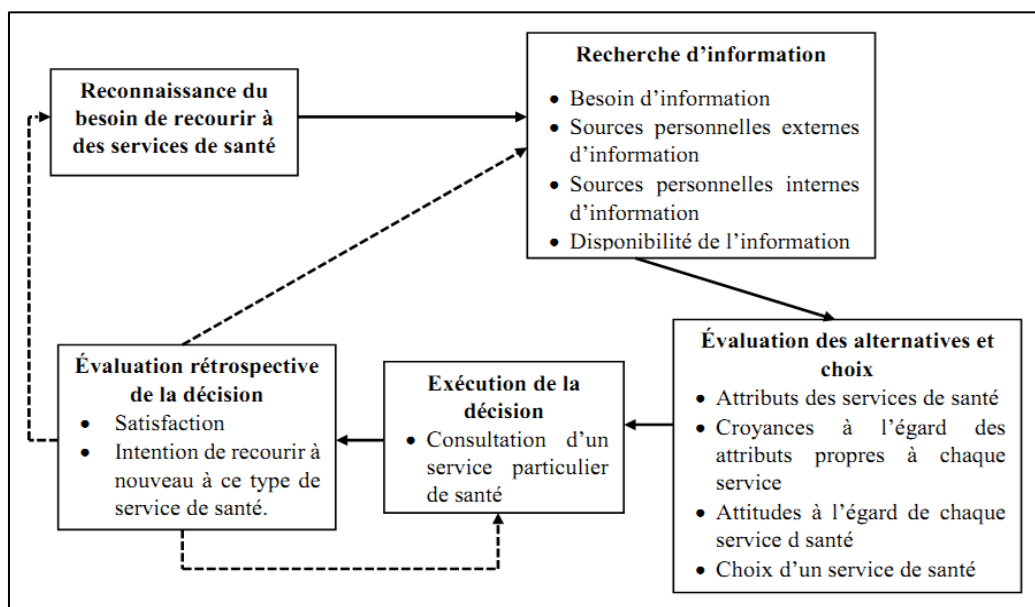 Reconnaissance du
besoin de recourir à
des services de santé
Recherche d’information
• Besoin d’information
• Sources personnelles externes
d’information
• Sources personnelles internes
d’information
• Disponibilité de l’information
Évaluation des alternatives et
choix
• Attributs des services de santé
• Croyances à l’égard des
attributs propres à chaque
service
• Attitudes à l’égard de chaque
service d santé
• Choix d’un service de santé
Exécution de la
décision
• Consultation d’un
service particulier
de santé
Évaluation rétrospective
de la décision
• Satisfaction
• Intention de recourir à
nouveau à ce type de
service de santé.